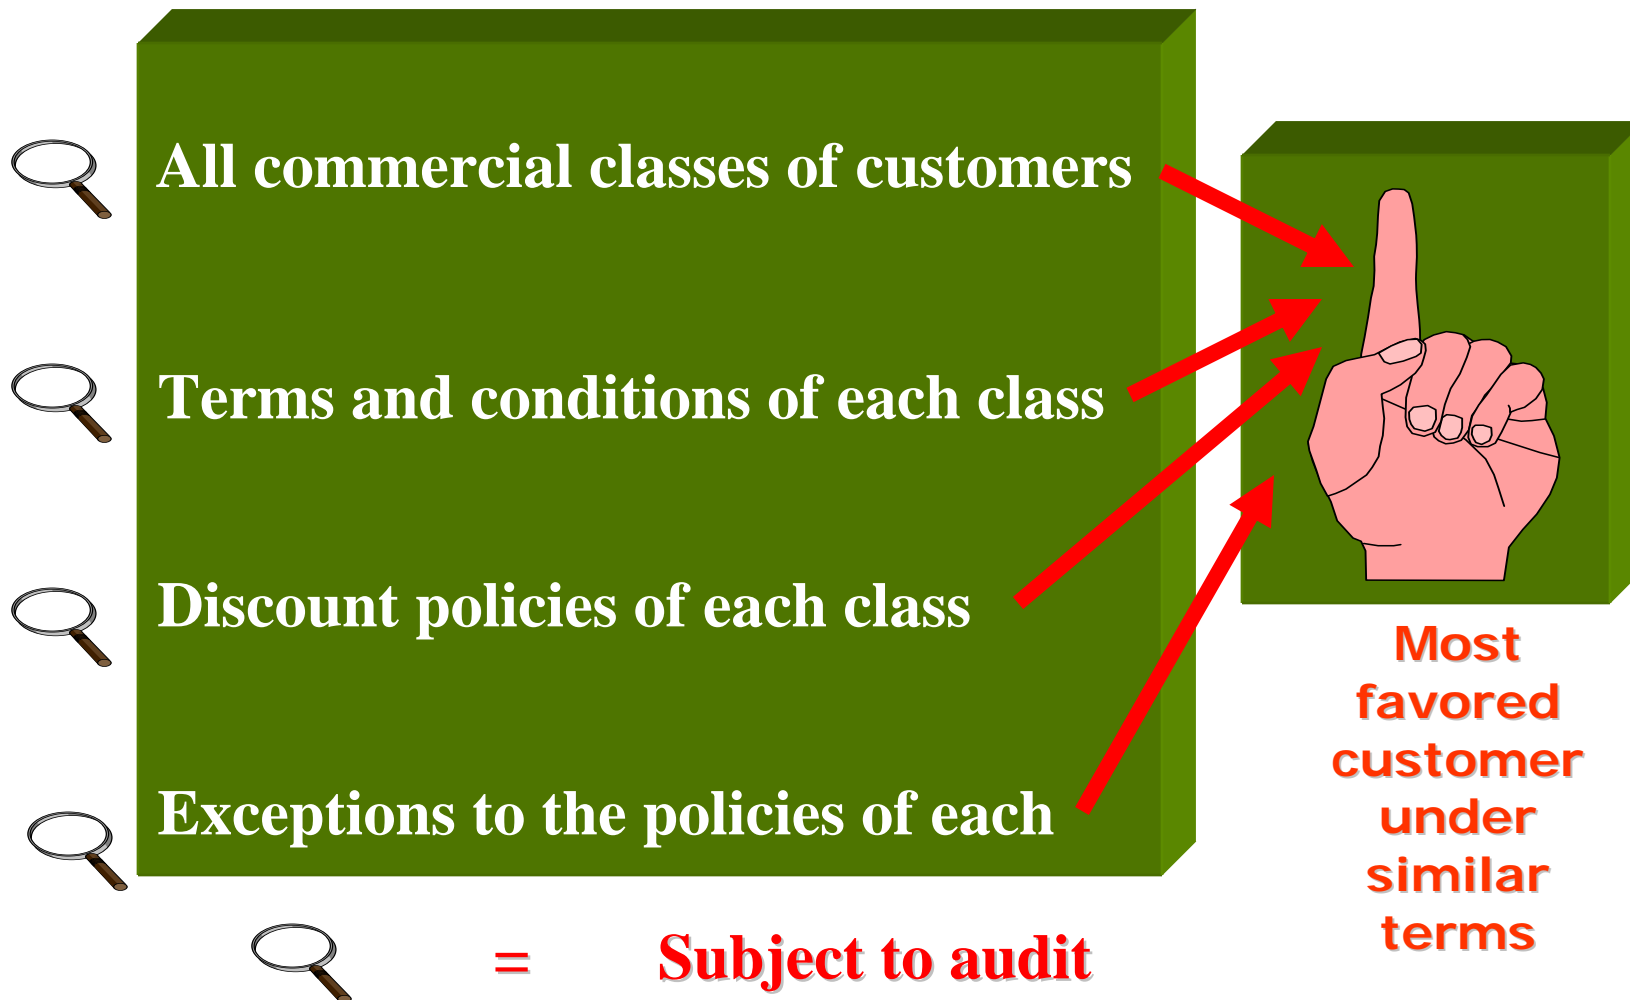 All commercial classes of customers
Terms and conditions of each class
Discount policies of each class
Exceptions to the policies of each
Most
favored
customer
under
similar
terms
= Subject to audit